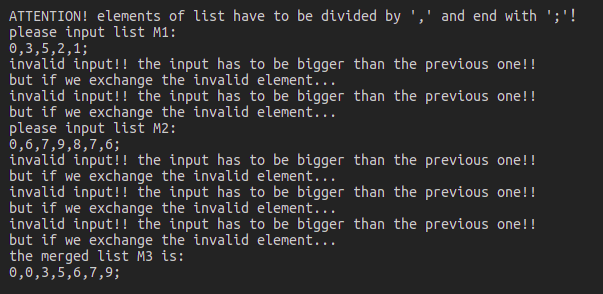 ATTENTION! elements of list have to be divided by ',' and end with ';'!
please input list M1:
0,3,5,2,1;
invalid input!! the input has to be bigger than the previous one!!
but if we exchange the invalid element...
invalid input!! the input has to be bigger than the previous one!!
but if we exchange the invalid element...
please input list M2:
0,6,7,9,8,7,6;
invalid input!! the input has to be bigger than the previous one!!
but if we exchange the invalid element...
invalid input!! the input has to be bigger than the previous one!!
but if we exchange the invalid element...
invalid input!! the input has to be bigger than the previous one!!
but if we exchange the invalid element...
the merged list M3 is:
0,0,3,5,6,7,9;